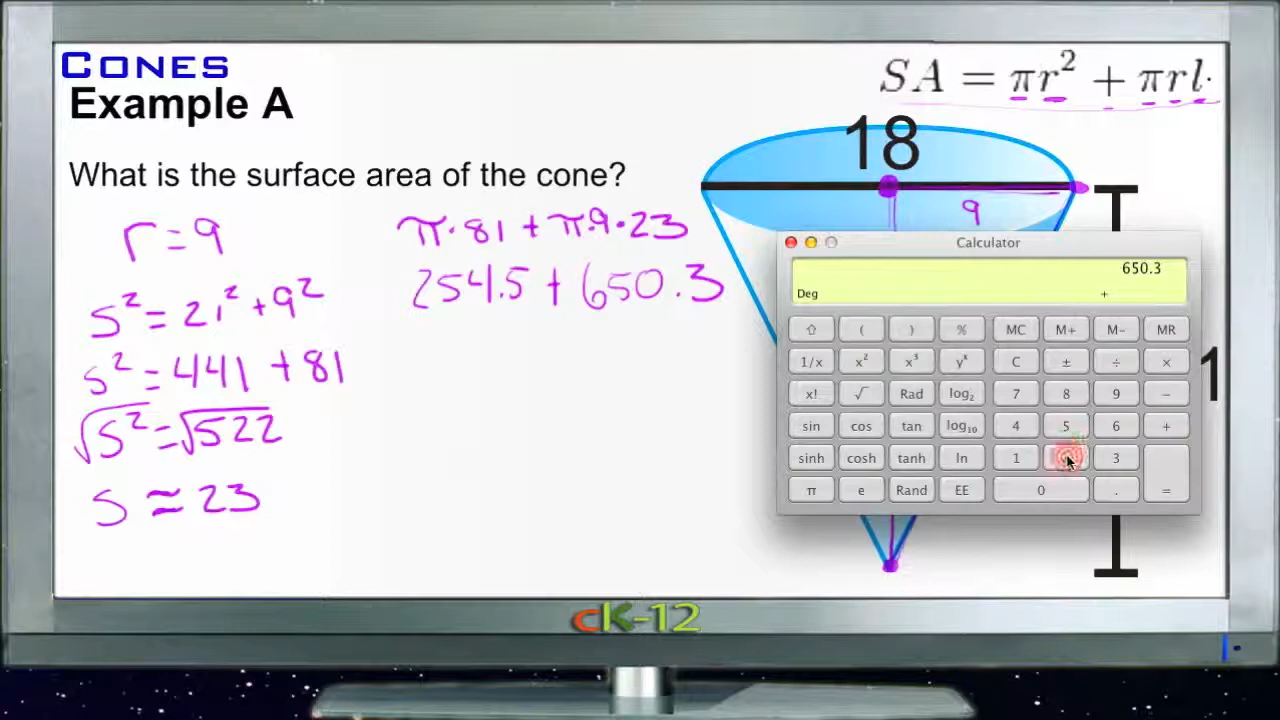 CONES
Example A
SA = πr² + πrl.
18
What is the surface area of the cone?
r = 9
π·81 + π9·23
9
s² = 21² + 9²
254.5 + 650.3
s² = 441 + 81
√s² = √522
s ≈ 23
Calculator
650.3
Deg +
( ) % MC M+ M- MR
1/x x² x³ yˣ C ± ÷ ×
x! √ Rad log₂ 7 8 9 −
sin cos tan log₁₀ 4 5 6 +
sinh cosh tanh ln 1 3
π e Rand EE 0 . =
1
cK-12